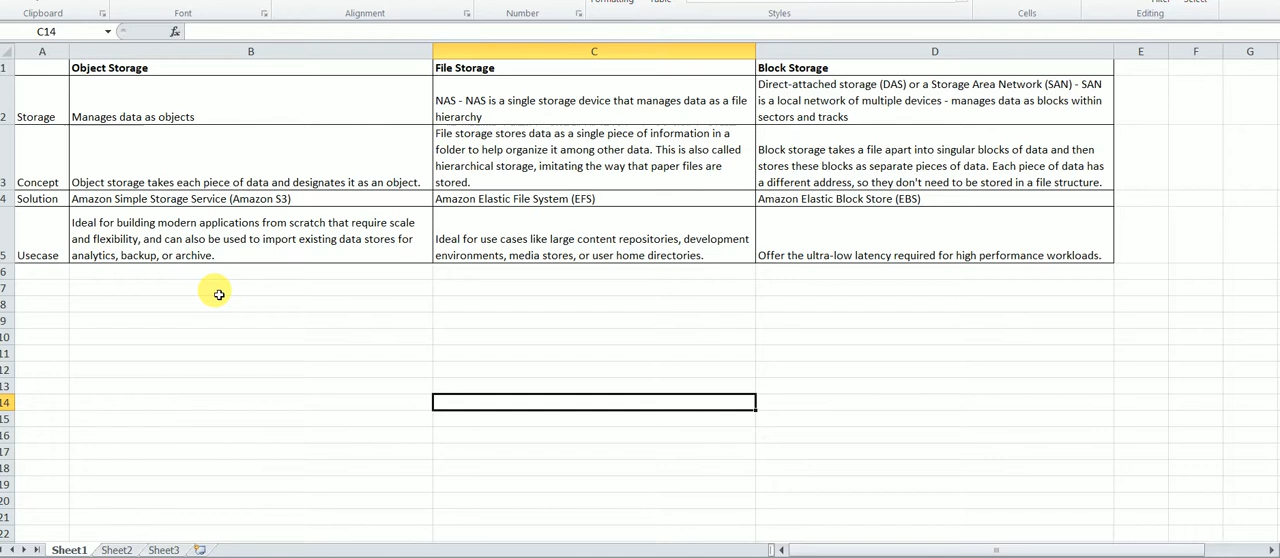 Formatting Table Filter Select
Clipboard Font Alignment Number Styles Cells Editing
C14 fx
A B C D E F G
1 Object Storage File Storage Block Storage
Direct-attached storage (DAS) or a Storage Area Network (SAN) - SAN
NAS - NAS is a single storage device that manages data as a file is a local network of multiple devices - manages data as blocks within
2 Storage Manages data as objects hierarchy sectors and tracks
File storage stores data as a single piece of information in a
folder to help organize it among other data. This is also called Block storage takes a file apart into singular blocks of data and then
hierarchical storage, imitating the way that paper files are stores these blocks as separate pieces of data. Each piece of data has
3 Concept Object storage takes each piece of data and designates it as an object. stored. a different address, so they don't need to be stored in a file structure.
4 Solution Amazon Simple Storage Service (Amazon S3) Amazon Elastic File System (EFS) Amazon Elastic Block Store (EBS)
Ideal for building modern applications from scratch that require scale
and flexibility, and can also be used to import existing data stores for Ideal for use cases like large content repositories, development
5 Usecase analytics, backup, or archive. environments, media stores, or user home directories. Offer the ultra-low latency required for high performance workloads.
6
7
8
9
10
11
12
13
14
15
16
17
18
19
20
21
22
Sheet1 Sheet2 Sheet3